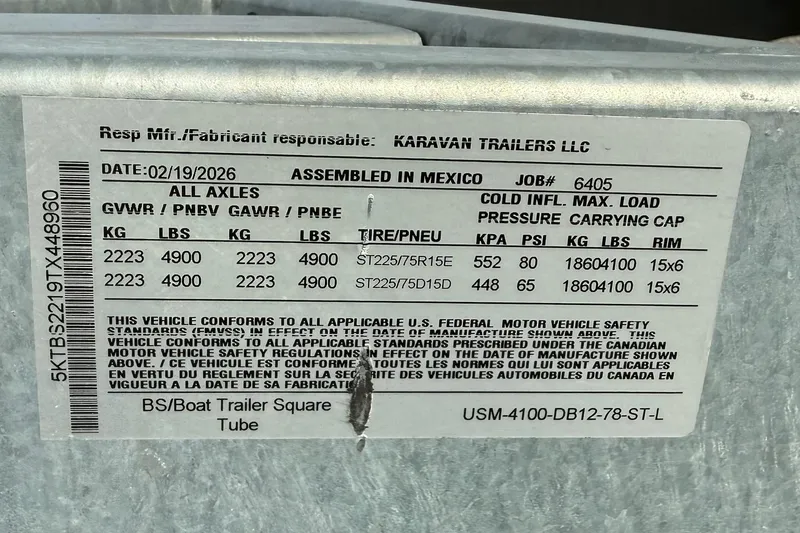 Resp Mfr./Fabricant responsable: KARAVAN TRAILERS LLC
DATE:02/19/2026 ASSEMBLED IN MEXICO JOB# 6405
ALL AXLES COLD INFL. MAX. LOAD
GVWR / PNBV GAWR / PNBE PRESSURE CARRYING CAP
KG LBS KG LBS TIRE/PNEU KPA PSI KG LBS RIM
2223 4900 2223 4900 ST225/75R15E 552 80 1860 4100 15x6
2223 4900 2223 4900 ST225/75D15D 448 65 1860 4100 15x6
THIS VEHICLE CONFORMS TO ALL APPLICABLE U.S. FEDERAL MOTOR VEHICLE SAFETY
STANDARDS (FMVSS) IN EFFECT ON THE DATE OF MANUFACTURE SHOWN ABOVE. THIS
VEHICLE CONFORMS TO ALL APPLICABLE STANDARDS PRESCRIBED UNDER THE CANADIAN
MOTOR VEHICLE SAFETY REGULATIONS IN EFFECT ON THE DATE OF MANUFACTURE SHOWN
ABOVE. / CE VEHICULE EST CONFORME TOUTES LES NORMES QUI LUI SONT APPLICABLES
EN VERTU DU REGLEMENT SUR LA SECURITE DES VEHICULES AUTOMOBILES DU CANADA EN
VIGUEUR A LA DATE DE SA FABRICATION
BS/Boat Trailer Square USM-4100-DB12-78-ST-L
Tube
5KTBS2219TX448960